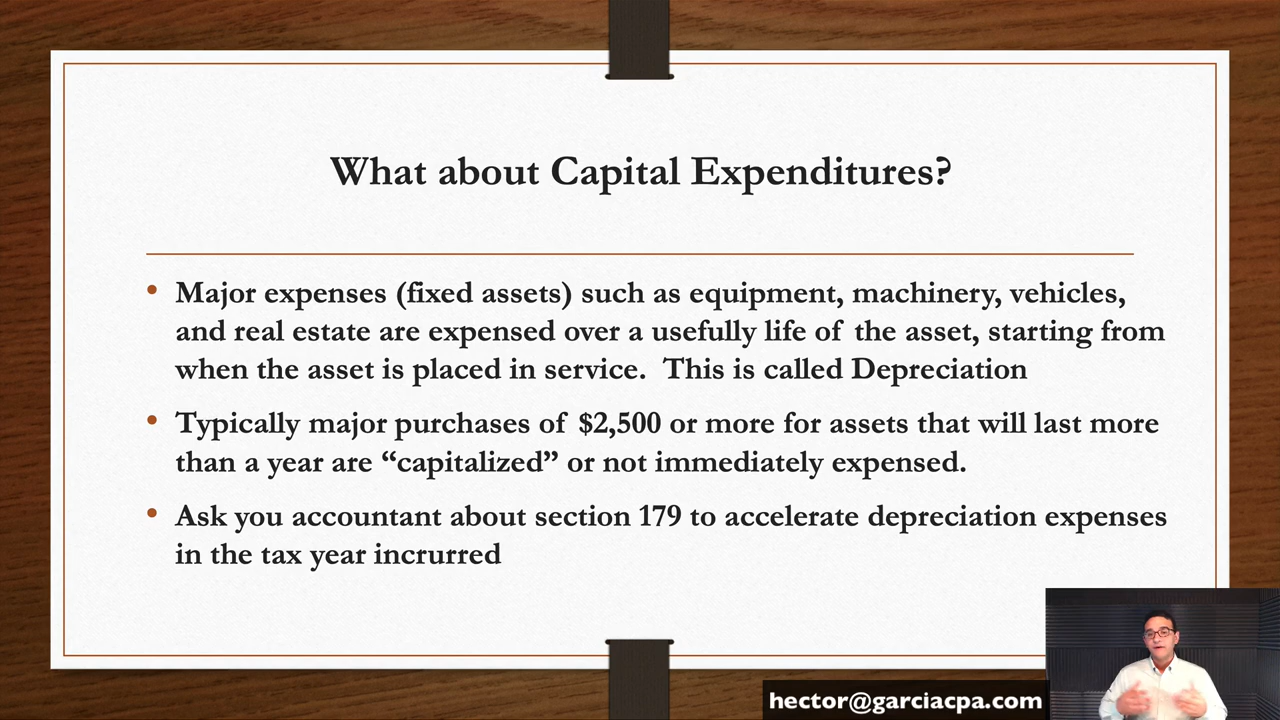 What about Capital Expenditures?
• Major expenses (fixed assets) such as equipment, machinery, vehicles,
and real estate are expensed over a usefully life of the asset, starting from
when the asset is placed in service.  This is called Depreciation
• Typically major purchases of $2,500 or more for assets that will last more
than a year are “capitalized” or not immediately expensed.
• Ask you accountant about section 179 to accelerate depreciation expenses
in the tax year incrurred
hector@garciacpa.com